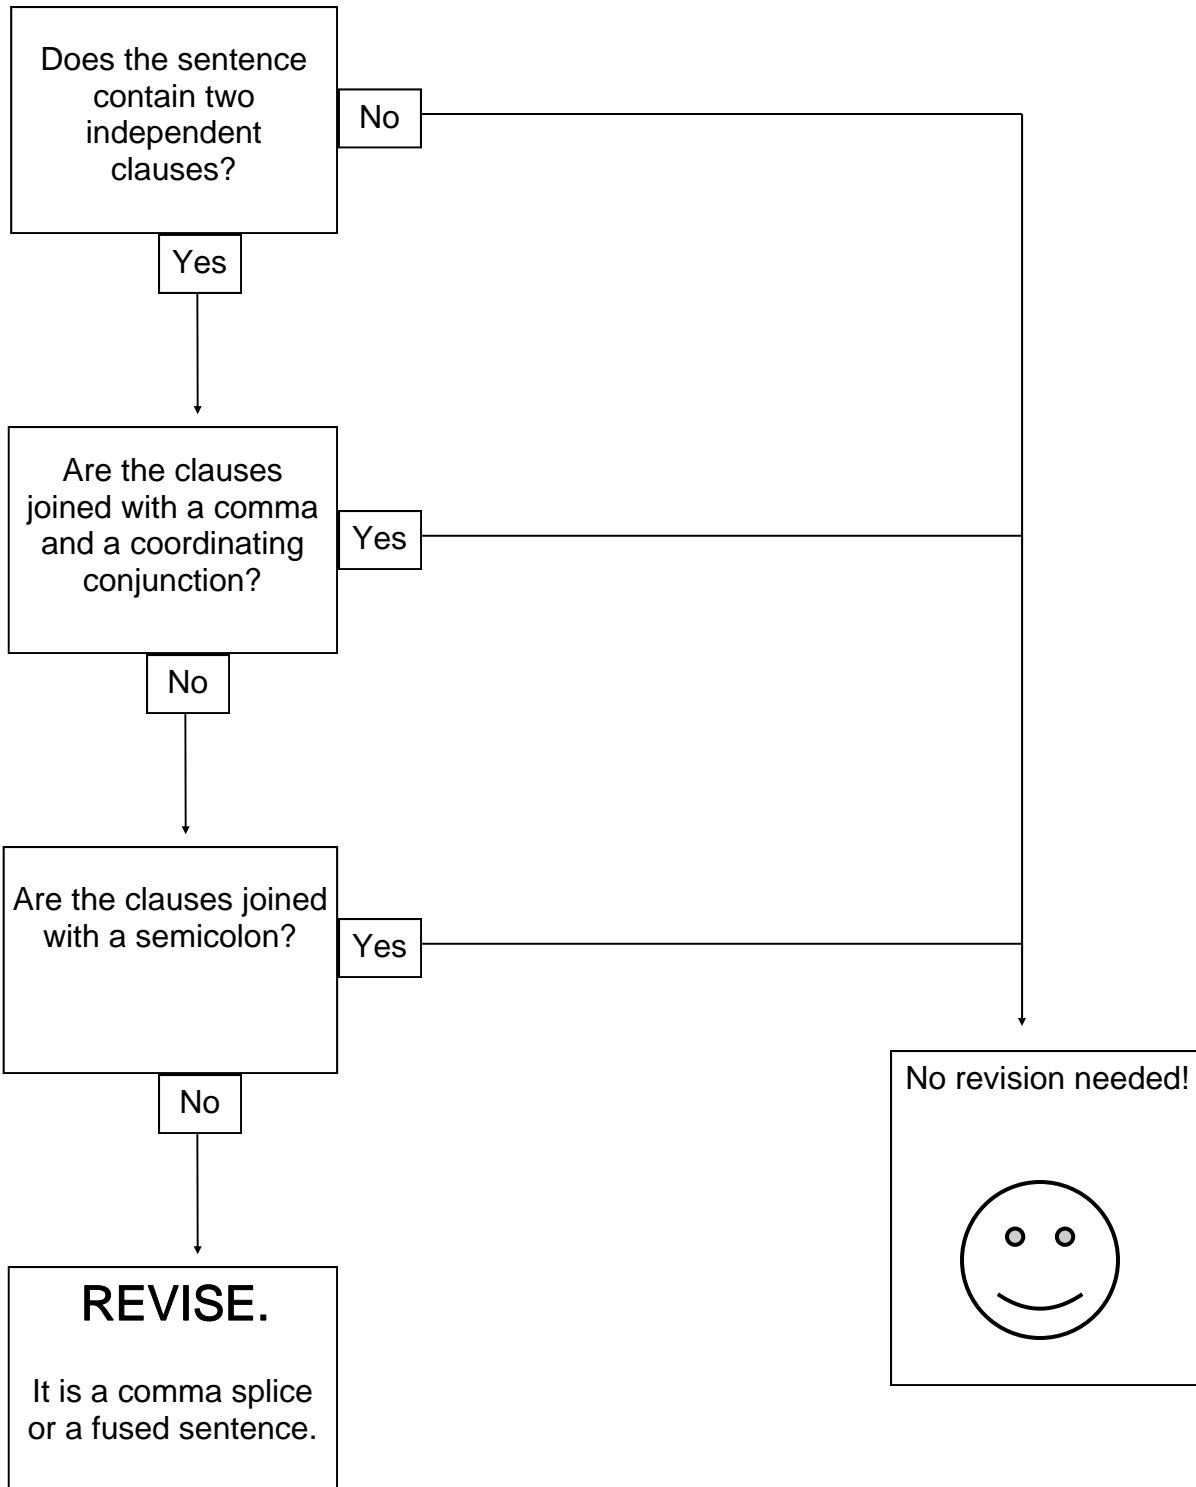 Does the sentence
contain two
independent
clauses?
No
Yes
Are the clauses
joined with a comma
and a coordinating
conjunction?
Yes
No
Are the clauses joined
with a semicolon?
Yes
No
No revision needed!
REVISE.
It is a comma splice
or a fused sentence.